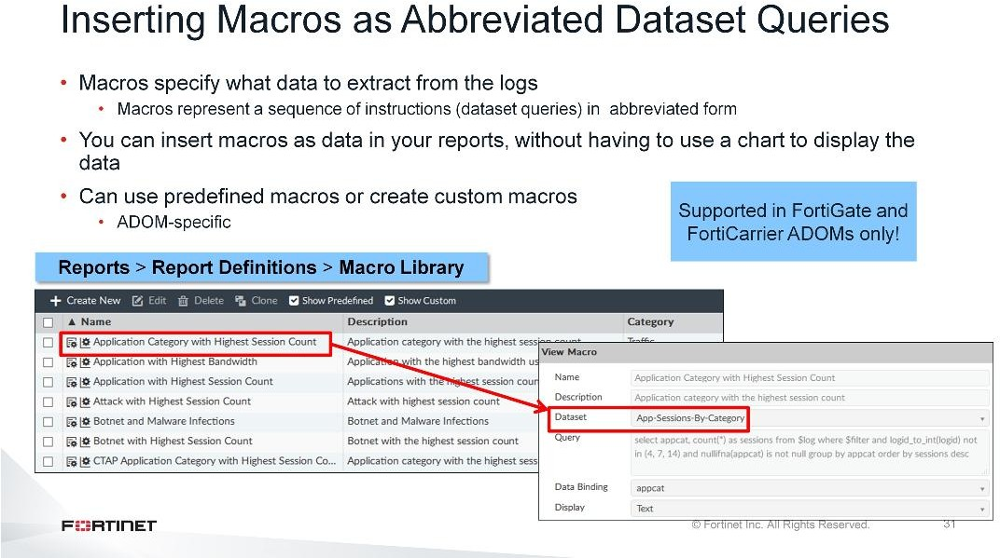 Inserting Macros as Abbreviated Dataset Queries
• Macros specify what data to extract from the logs
• Macros represent a sequence of instructions (dataset queries) in abbreviated form
• You can insert macros as data in your reports, without having to use a chart to display the
data
• Can use predefined macros or create custom macros
• ADOM-specific
Supported in FortiGate and
FortiCarrier ADOMs only!
Reports > Report Definitions > Macro Library
Create New Edit Delete Clone Show Predefined Show Custom
▲ Name Description Category
Application Category with Highest Session Count Application category with the highest session count Traffic
Application with Highest Bandwidth Application with the highest bandwidth us
Application with Highest Session Count Applications with the highest session coun
Attack with Highest Session Count Attack with highest session count
Botnet and Malware Infections Botnet and Malware Infections
Botnet with Highest Session Count Botnet with the highest session count
CTAP Application Category with Highest Session Co... Application category with the highest sess
View Macro
Name Application Category with Highest Session Count
Description Application category with the highest session count
Dataset App-Sessions-By-Category
Query select appcat, count(*) as sessions from $log where $filter and logid_to_int(logid) not
in (4, 7, 14) and nullifna(appcat) is not null group by appcat order by sessions desc
Data Binding appcat
Display Text
FORTINET
© Fortinet Inc. All Rights Reserved. 31